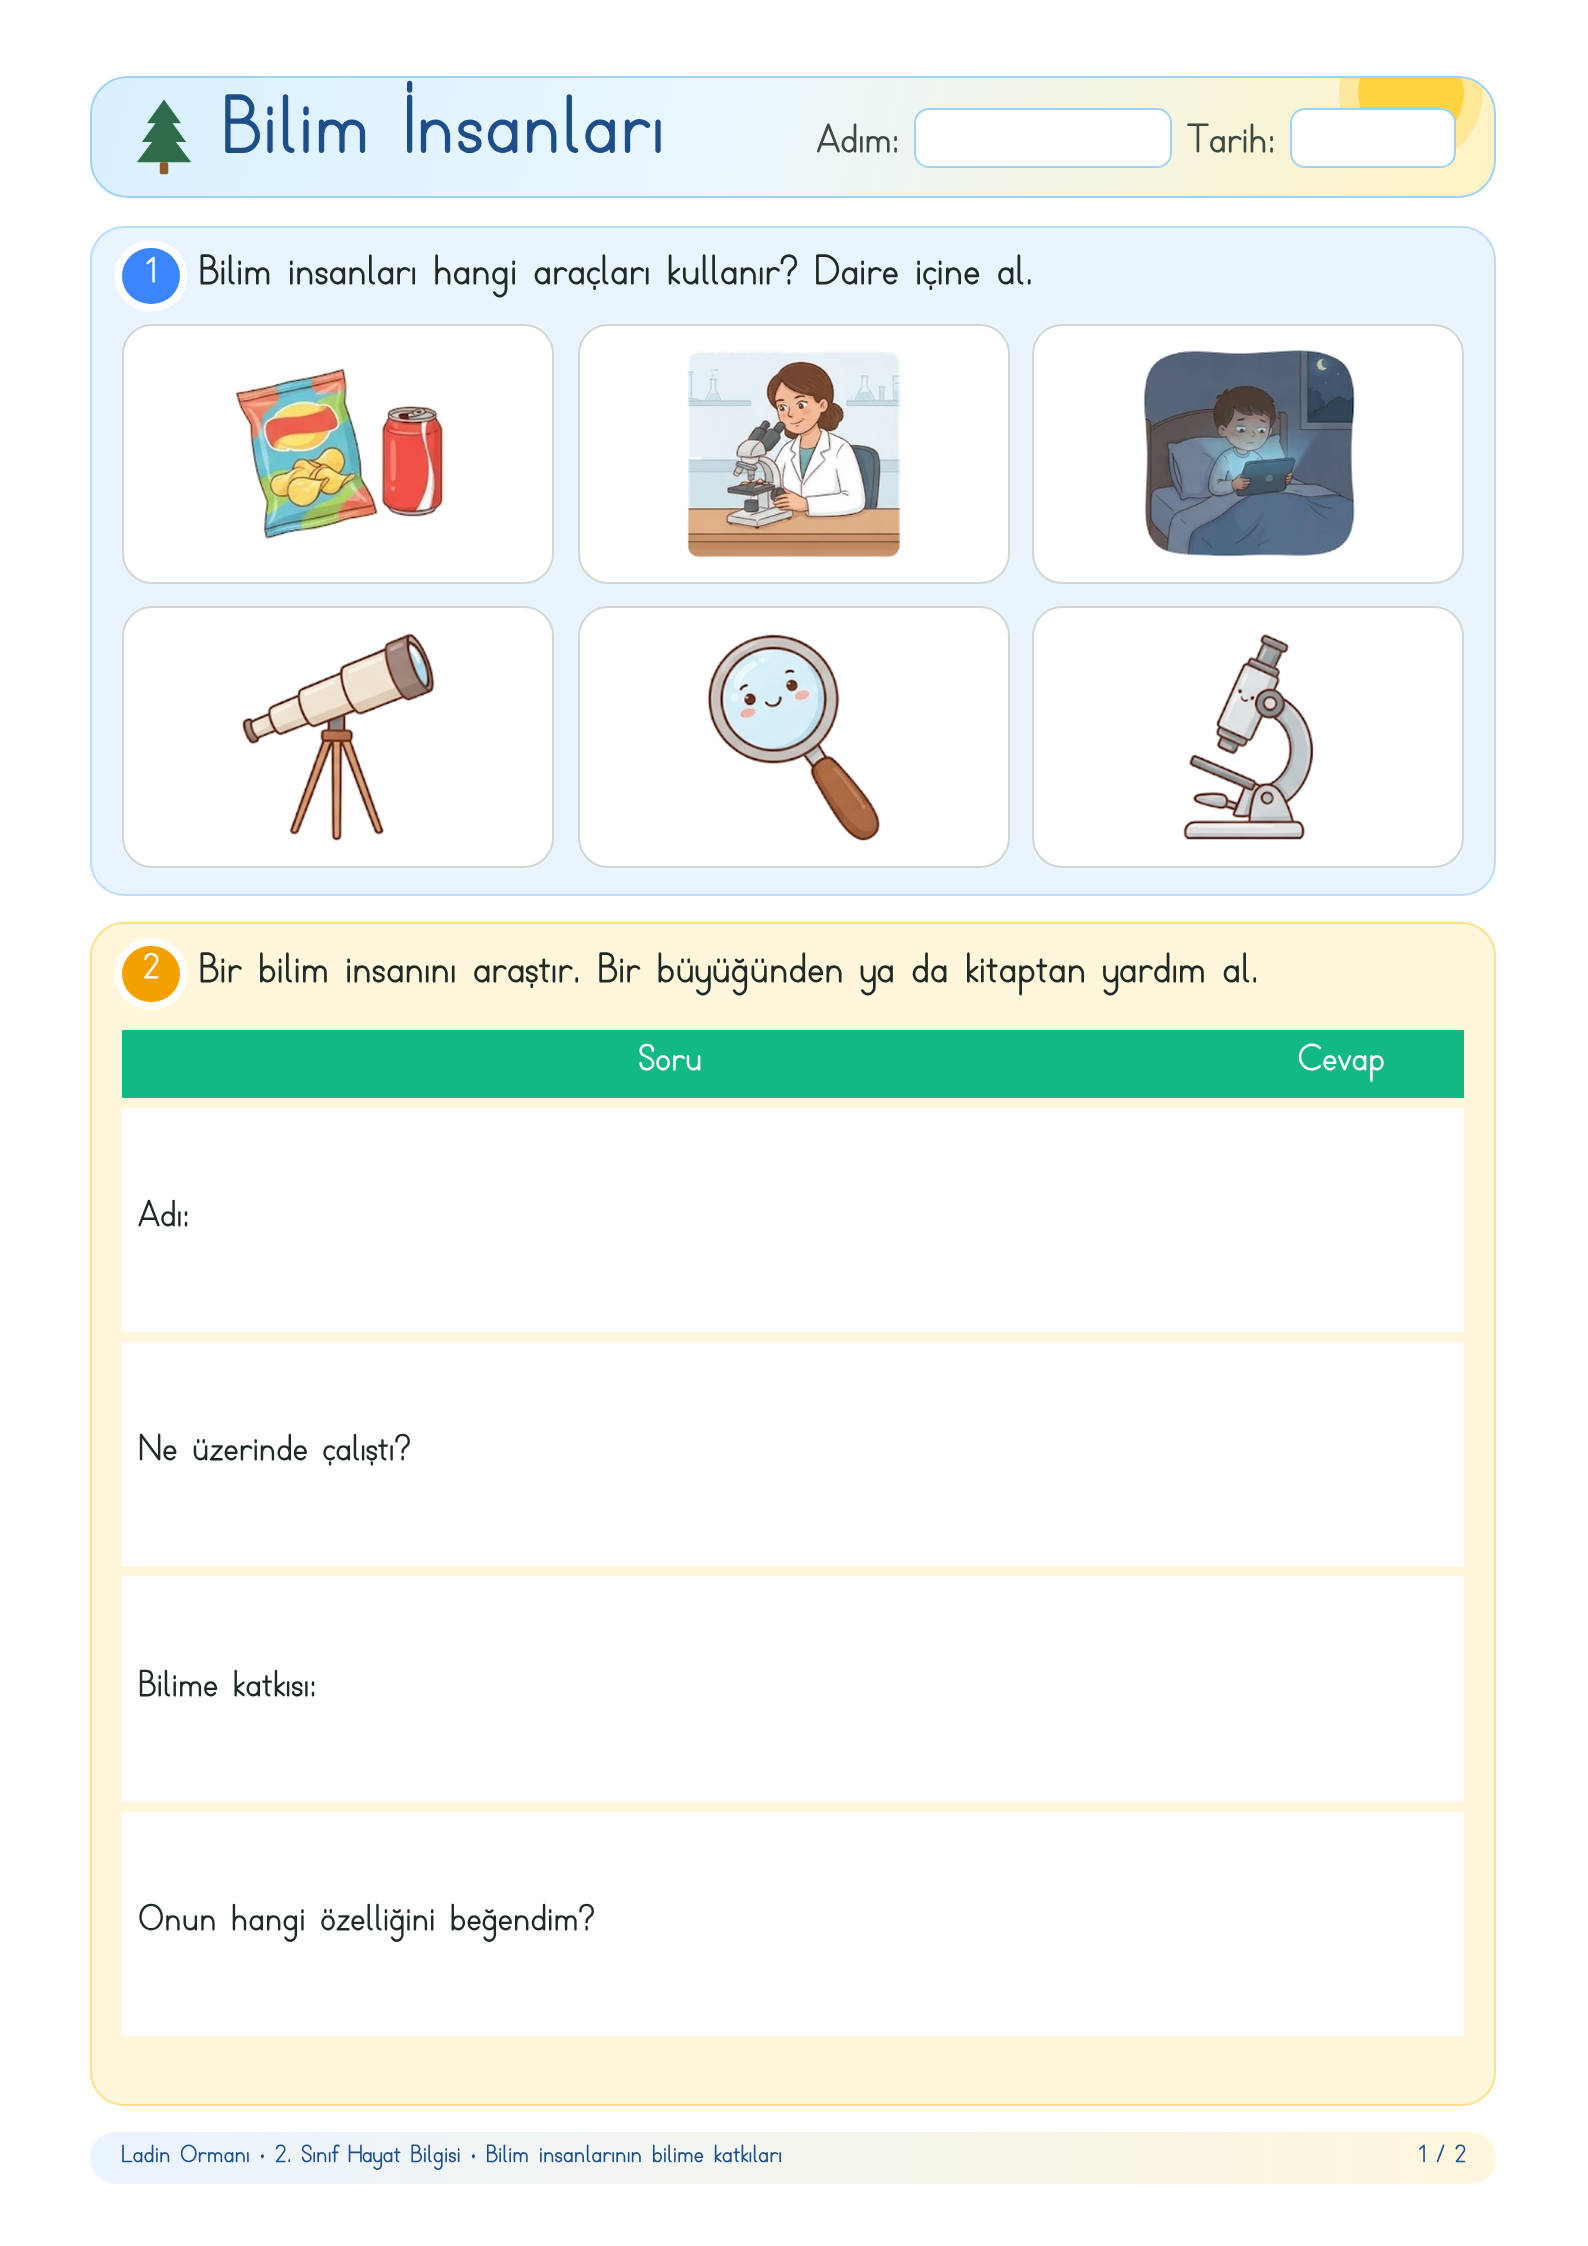 Bilim İnsanları
Adım:
Tarih:
1
Bilim insanları hangi araçları kullanır? Daire içine al.
2
Bir bilim insanını araştır. Bir büyüğünden ya da kitaptan yardım al.
Soru
Cevap
Adı:
Ne üzerinde çalıştı?
Bilime katkısı:
Onun hangi özelliğini beğendim?
Ladin Ormanı • 2. Sınıf Hayat Bilgisi • Bilim insanlarının bilime katkıları
1 / 2